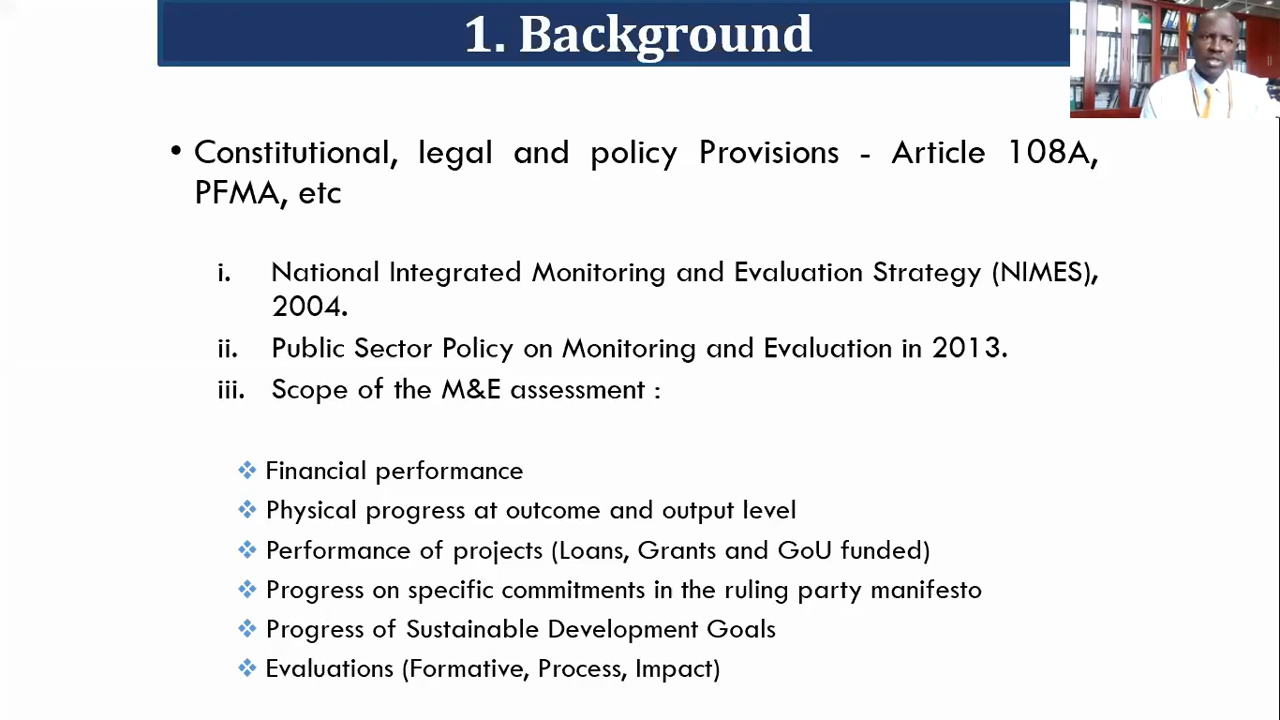 1. Background
• Constitutional, legal and policy Provisions - Article 108A,
PFMA, etc
i. National Integrated Monitoring and Evaluation Strategy (NIMES),
2004.
ii. Public Sector Policy on Monitoring and Evaluation in 2013.
iii. Scope of the M&E assessment :
❖ Financial performance
❖ Physical progress at outcome and output level
❖ Performance of projects (Loans, Grants and GoU funded)
❖ Progress on specific commitments in the ruling party manifesto
❖ Progress of Sustainable Development Goals
❖ Evaluations (Formative, Process, Impact)